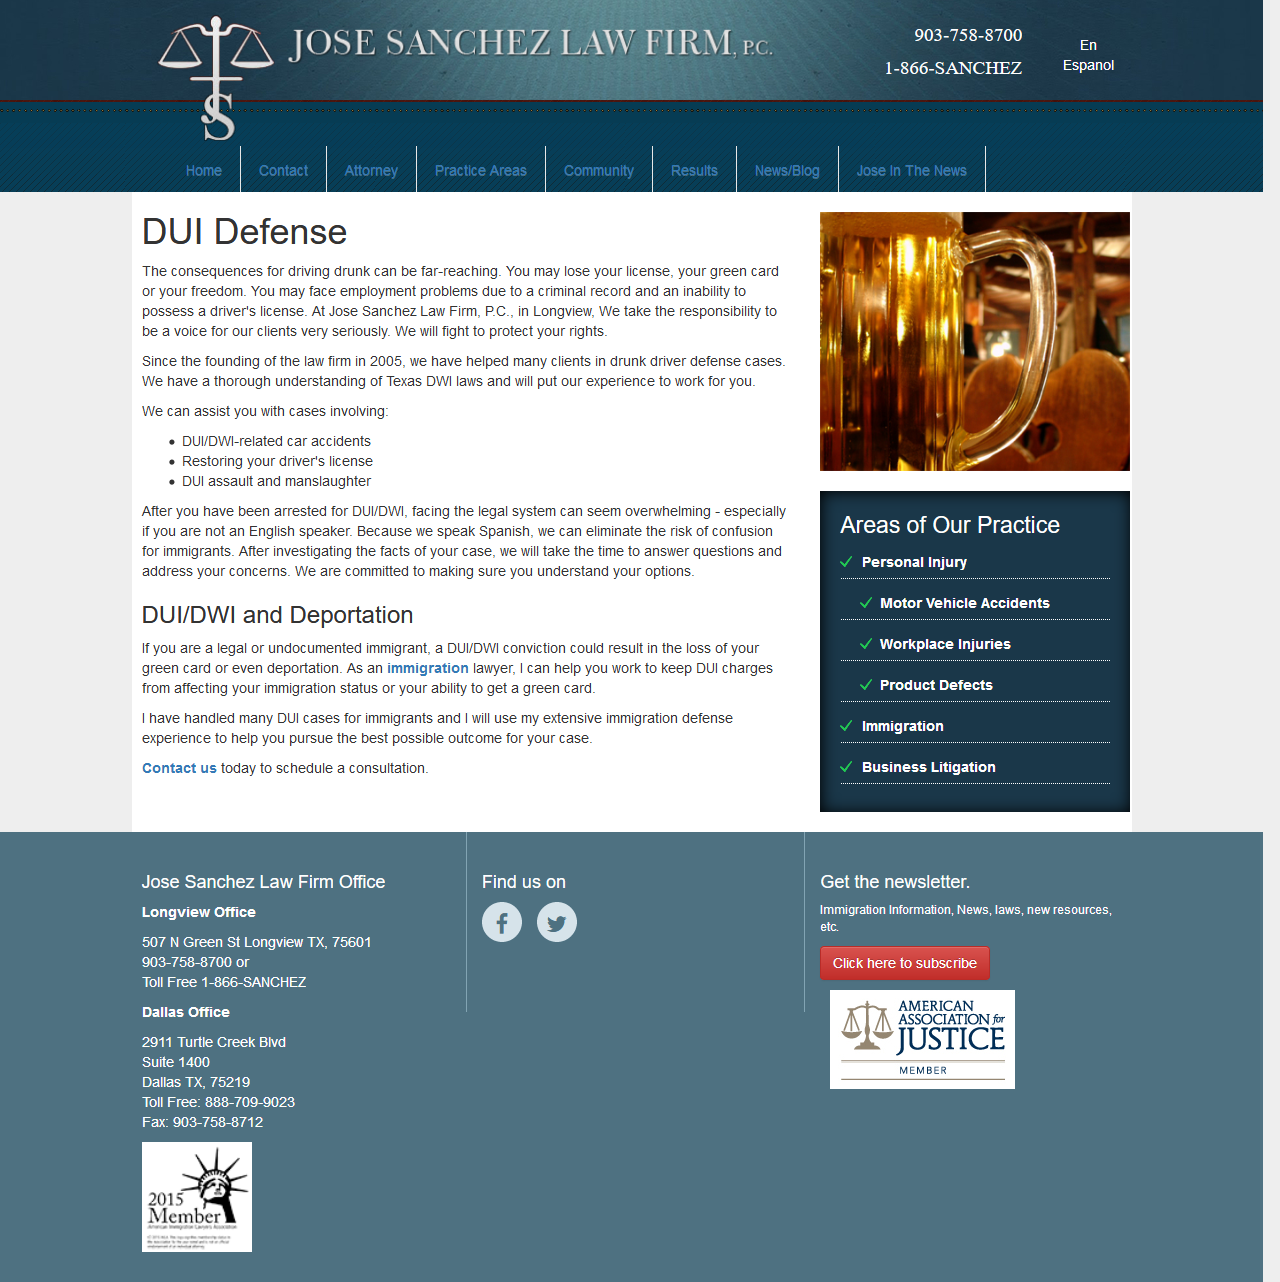 JOSE SANCHEZ LAW FIRM, P.C.
903-758-8700
1-866-SANCHEZ
En
Espanol
Home
Contact
Attorney
Practice Areas
Community
Results
News/Blog
Jose In The News
DUI Defense
The consequences for driving drunk can be far-reaching. You may lose your license, your green card
or your freedom. You may face employment problems due to a criminal record and an inability to
possess a driver's license. At Jose Sanchez Law Firm, P.C., in Longview, We take the responsibility to
be a voice for our clients very seriously. We will fight to protect your rights.
Since the founding of the law firm in 2005, we have helped many clients in drunk driver defense cases.
We have a thorough understanding of Texas DWI laws and will put our experience to work for you.
We can assist you with cases involving:
DUI/DWI-related car accidents
Restoring your driver's license
DUI assault and manslaughter
After you have been arrested for DUI/DWI, facing the legal system can seem overwhelming - especially
if you are not an English speaker. Because we speak Spanish, we can eliminate the risk of confusion
for immigrants. After investigating the facts of your case, we will take the time to answer questions and
address your concerns. We are committed to making sure you understand your options.
DUI/DWI and Deportation
If you are a legal or undocumented immigrant, a DUI/DWI conviction could result in the loss of your
green card or even deportation. As an immigration lawyer, I can help you work to keep DUI charges
from affecting your immigration status or your ability to get a green card.
I have handled many DUI cases for immigrants and I will use my extensive immigration defense
experience to help you pursue the best possible outcome for your case.
Contact us today to schedule a consultation.
Areas of Our Practice
Personal Injury
Motor Vehicle Accidents
Workplace Injuries
Product Defects
Immigration
Business Litigation
Jose Sanchez Law Firm Office
Longview Office
507 N Green St Longview TX, 75601
903-758-8700 or
Toll Free 1-866-SANCHEZ
Dallas Office
2911 Turtle Creek Blvd
Suite 1400
Dallas TX, 75219
Toll Free: 888-709-9023
Fax: 903-758-8712
2015
Member
American Immigration Lawyers Association
Find us on
Get the newsletter.
Immigration Information, News, laws, new resources,
etc.
Click here to subscribe
AMERICAN
ASSOCIATION for
JUSTICE
MEMBER